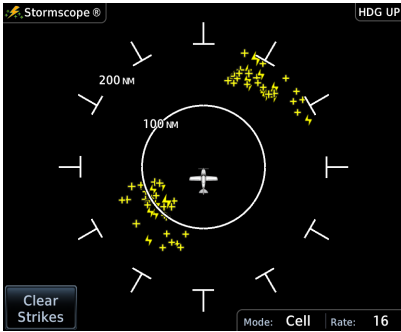 Stormscope ®
HDG UP
200 NM
100 NM
Clear
Strikes
Mode: Cell Rate: 16